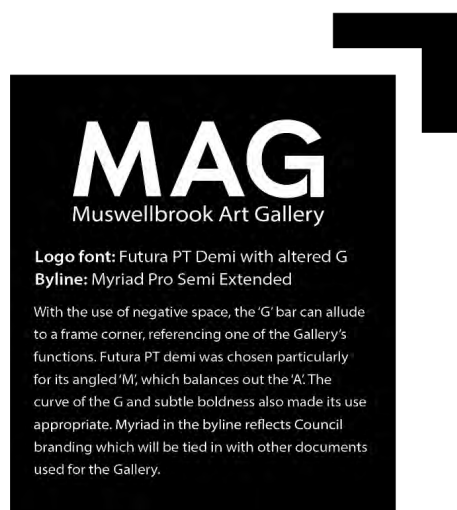 MAG
Muswellbrook Art Gallery
Logo font: Futura PT Demi with altered G
Byline: Myriad Pro Semi Extended
With the use of negative space, the ‘G’ bar can allude
to a frame corner, referencing one of the Gallery’s
functions. Futura PT demi was chosen particularly
for its angled ‘M’, which balances out the ‘A’. The
curve of the G and subtle boldness also made its use
appropriate. Myriad in the byline reflects Council
branding which will be tied in with other documents
used for the Gallery.